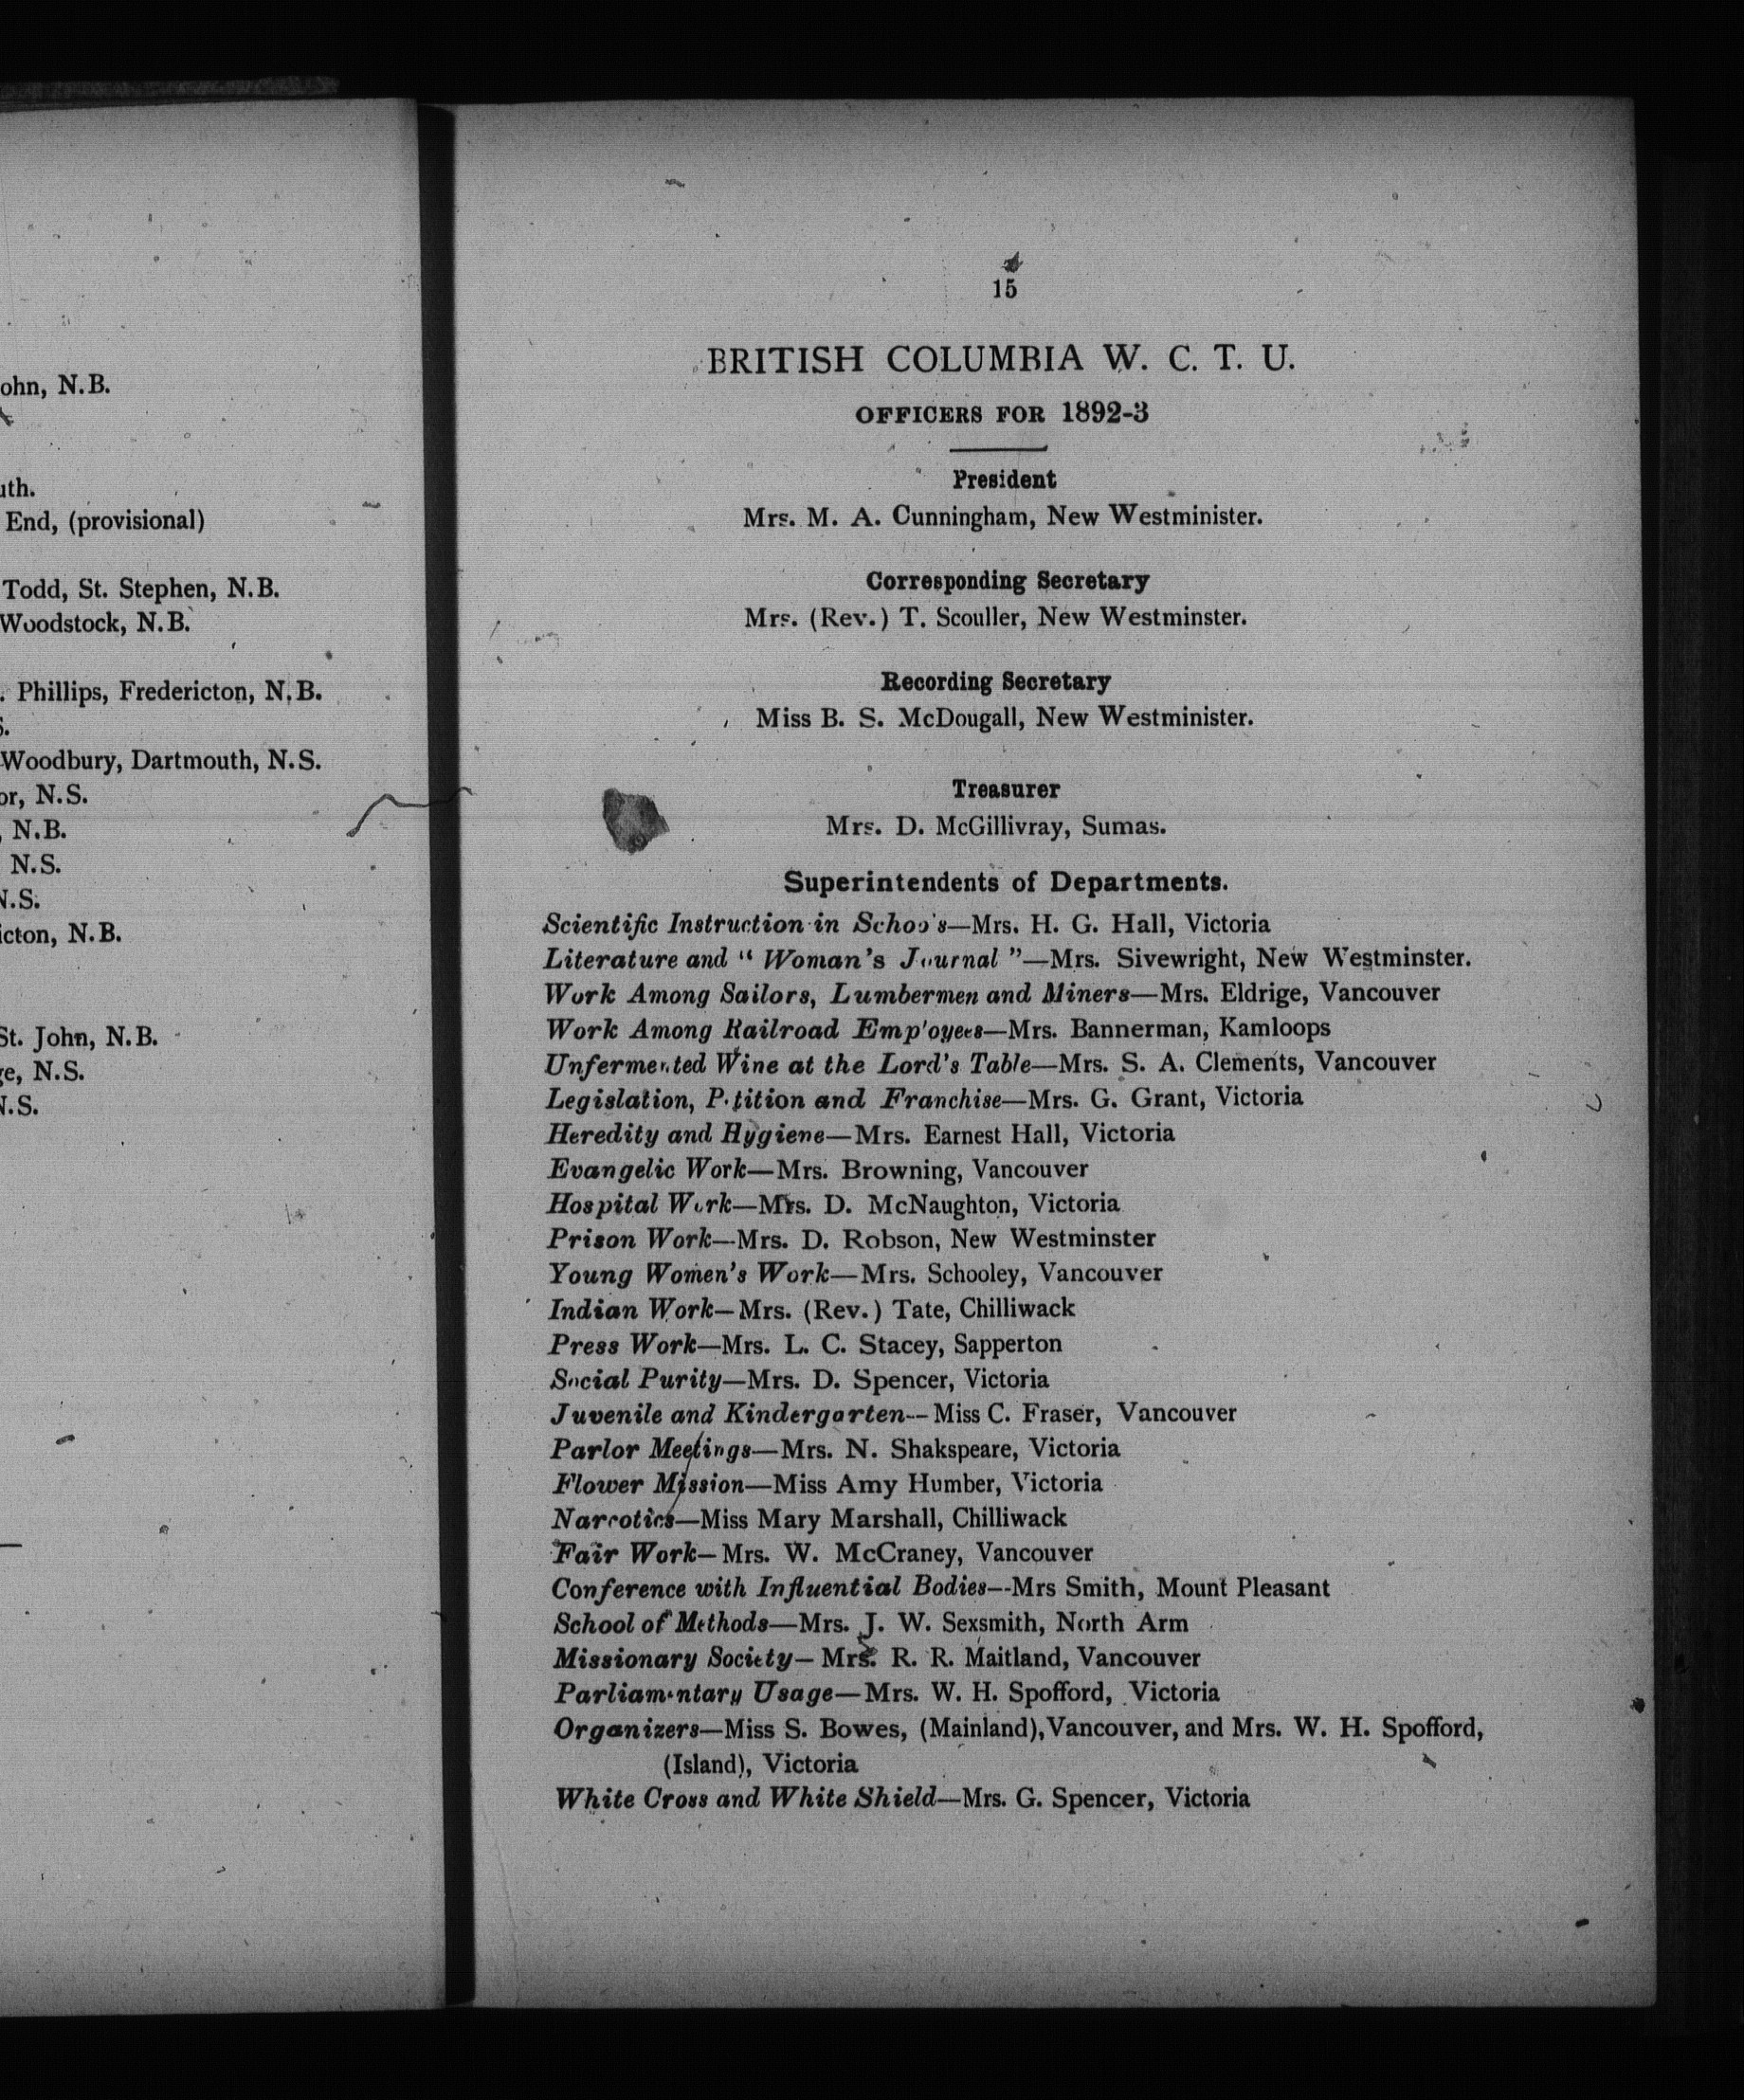 ohn, N.B.
uth.
End, (provisional)
Todd, St. Stephen, N.B.
Woodstock, N.B.
. Phillips, Fredericton, N.B.
S.
Woodbury, Dartmouth, N.S.
or, N.S.
, N.B.
N.S.
N.S.
icton, N.B.
St. John, N.B.
ge, N.S.
N.S.
15
BRITISH COLUMBIA W. C. T. U.
OFFICERS FOR 1892-3
President
Mrs. M. A. Cunningham, New Westminister.
Corresponding Secretary
Mrs. (Rev.) T. Scouller, New Westminster.
Recording Secretary
Miss B. S. McDougall, New Westminister.
Treasurer
Mrs. D. McGillivray, Sumas.
Superintendents of Departments.
Scientific Instruction in Schools—Mrs. H. G. Hall, Victoria
Literature and “ Woman's Journal ”—Mrs. Sivewright, New Westminster.
Work Among Sailors, Lumbermen and Miners—Mrs. Eldrige, Vancouver
Work Among Railroad Employees—Mrs. Bannerman, Kamloops
Unfermented Wine at the Lord's Table—Mrs. S. A. Clements, Vancouver
Legislation, Petition and Franchise—Mrs. G. Grant, Victoria
Heredity and Hygiene—Mrs. Earnest Hall, Victoria
Evangelic Work—Mrs. Browning, Vancouver
Hospital Work—Mrs. D. McNaughton, Victoria
Prison Work—Mrs. D. Robson, New Westminster
Young Women's Work—Mrs. Schooley, Vancouver
Indian Work—Mrs. (Rev.) Tate, Chilliwack
Press Work—Mrs. L. C. Stacey, Sapperton
Social Purity—Mrs. D. Spencer, Victoria
Juvenile and Kindergarten—Miss C. Fraser, Vancouver
Parlor Meetings—Mrs. N. Shakspeare, Victoria
Flower Mission—Miss Amy Humber, Victoria
Narcotics—Miss Mary Marshall, Chilliwack
Fair Work—Mrs. W. McCraney, Vancouver
Conference with Influential Bodies—Mrs Smith, Mount Pleasant
School of Methods—Mrs. J. W. Sexsmith, North Arm
Missionary Society—Mrs. R. R. Maitland, Vancouver
Parliamentary Usage—Mrs. W. H. Spofford, Victoria
Organizers—Miss S. Bowes, (Mainland), Vancouver, and Mrs. W. H. Spofford,
(Island), Victoria
White Cross and White Shield—Mrs. G. Spencer, Victoria